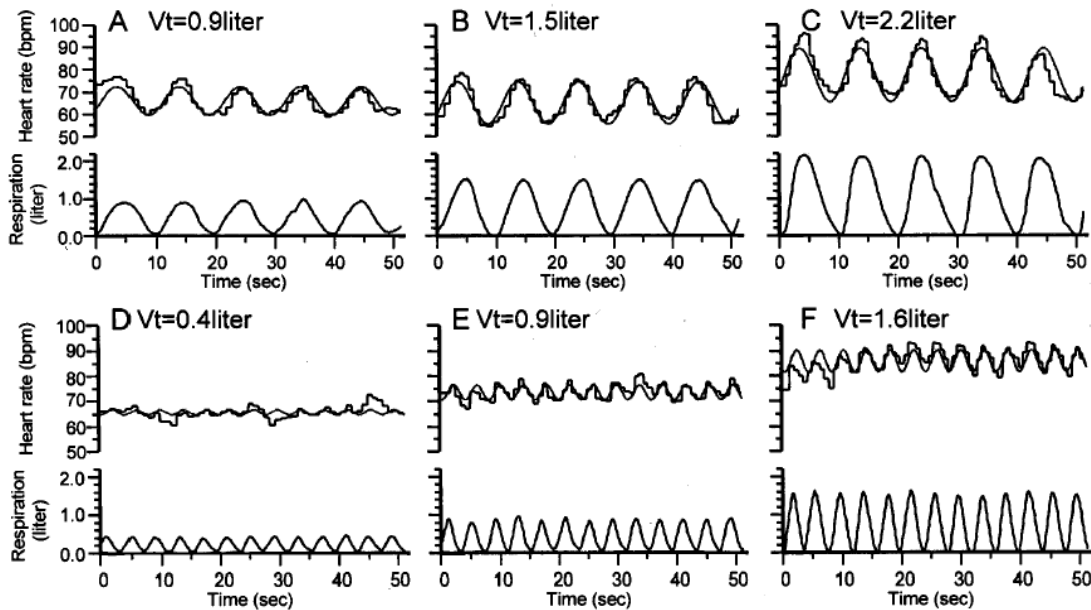 A Vt=0.9liter
B Vt=1.5liter
C Vt=2.2liter
Heart rate (bpm)
100
90
80
70
60
50
Respiration
(liter)
2.0
1.0
0.0
0 10 20 30 40 50
Time (sec)
0 10 20 30 40 50
Time (sec)
0 10 20 30 40 50
Time (sec)
D Vt=0.4liter
E Vt=0.9liter
F Vt=1.6liter
Heart rate (bpm)
100
90
80
70
60
50
Respiration
(liter)
2.0
1.0
0.0
0 10 20 30 40 50
Time (sec)
0 10 20 30 40 50
Time (sec)
0 10 20 30 40 50
Time (sec)